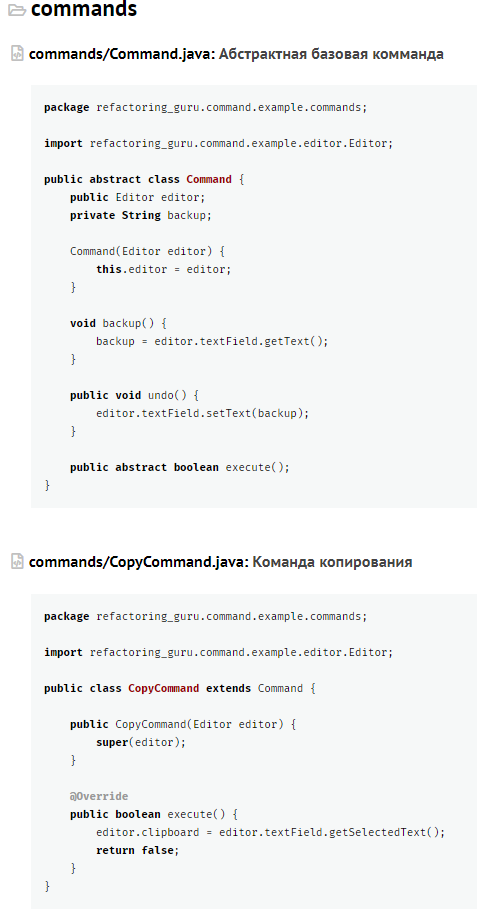 commands
commands/Command.java: Абстрактная базовая комманда
package refactoring_guru.command.example.commands;
import refactoring_guru.command.example.editor.Editor;
public abstract class Command {
    public Editor editor;
    private String backup;
    Command(Editor editor) {
        this.editor = editor;
    }
    void backup() {
        backup = editor.textField.getText();
    }
    public void undo() {
        editor.textField.setText(backup);
    }
    public abstract boolean execute();
}
commands/CopyCommand.java: Команда копирования
package refactoring_guru.command.example.commands;
import refactoring_guru.command.example.editor.Editor;
public class CopyCommand extends Command {
    public CopyCommand(Editor editor) {
        super(editor);
    }
    @Override
    public boolean execute() {
        editor.clipboard = editor.textField.getSelectedText();
        return false;
    }
}